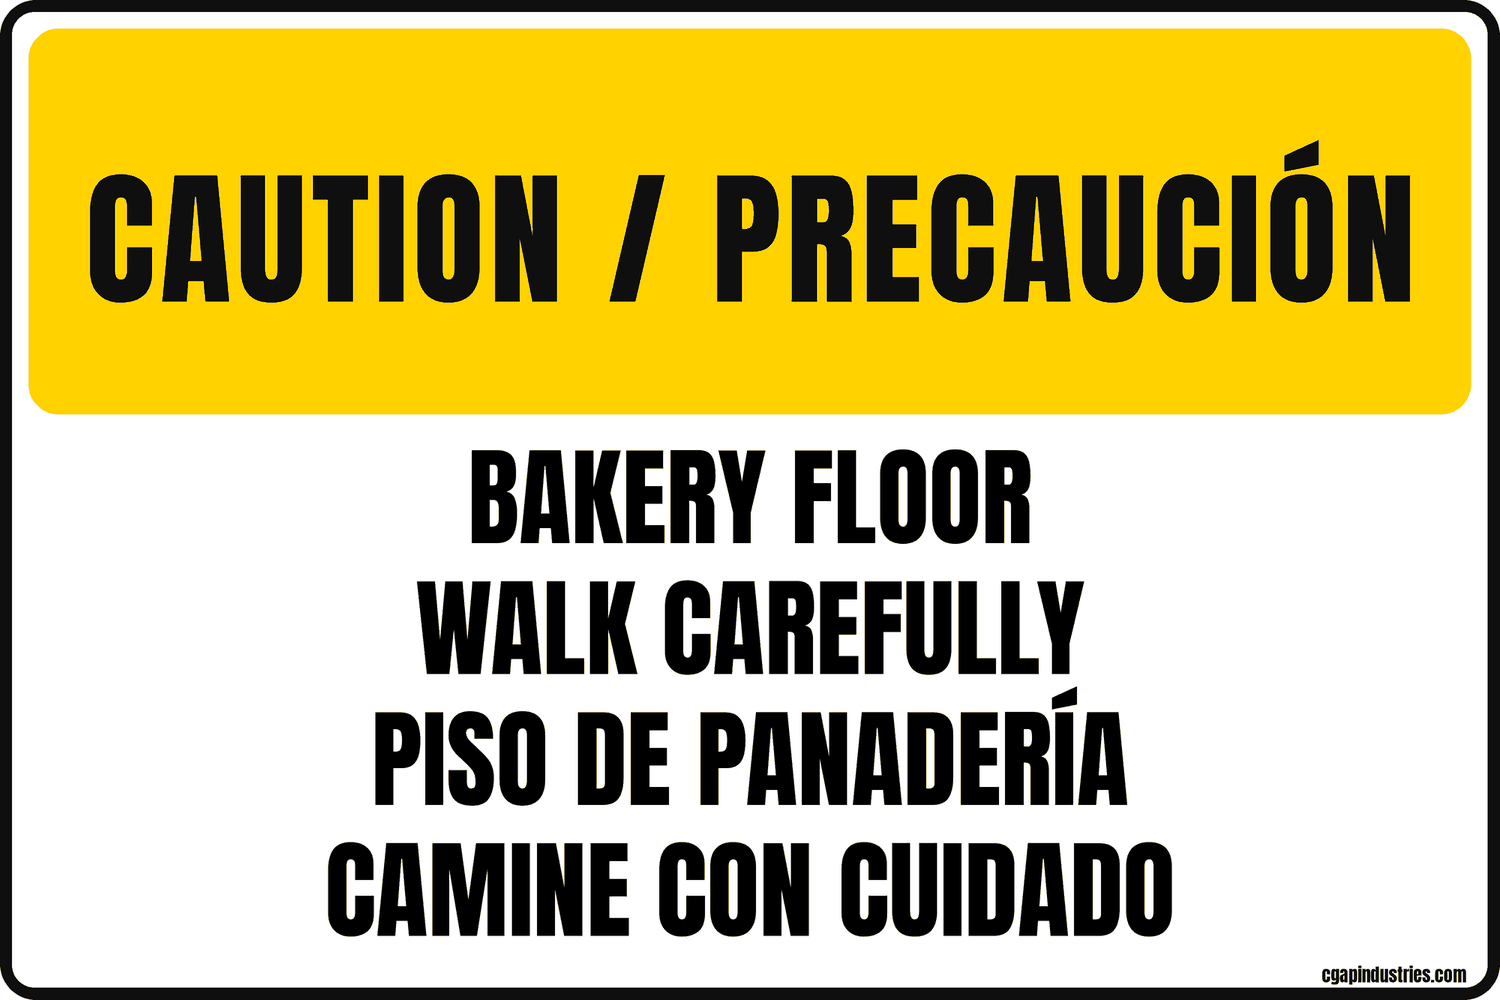 CAUTION / PRECAUCIÓN
BAKERY FLOOR
WALK CAREFULLY
PISO DE PANADERÍA
CAMINE CON CUIDADO
cgapindustries.com